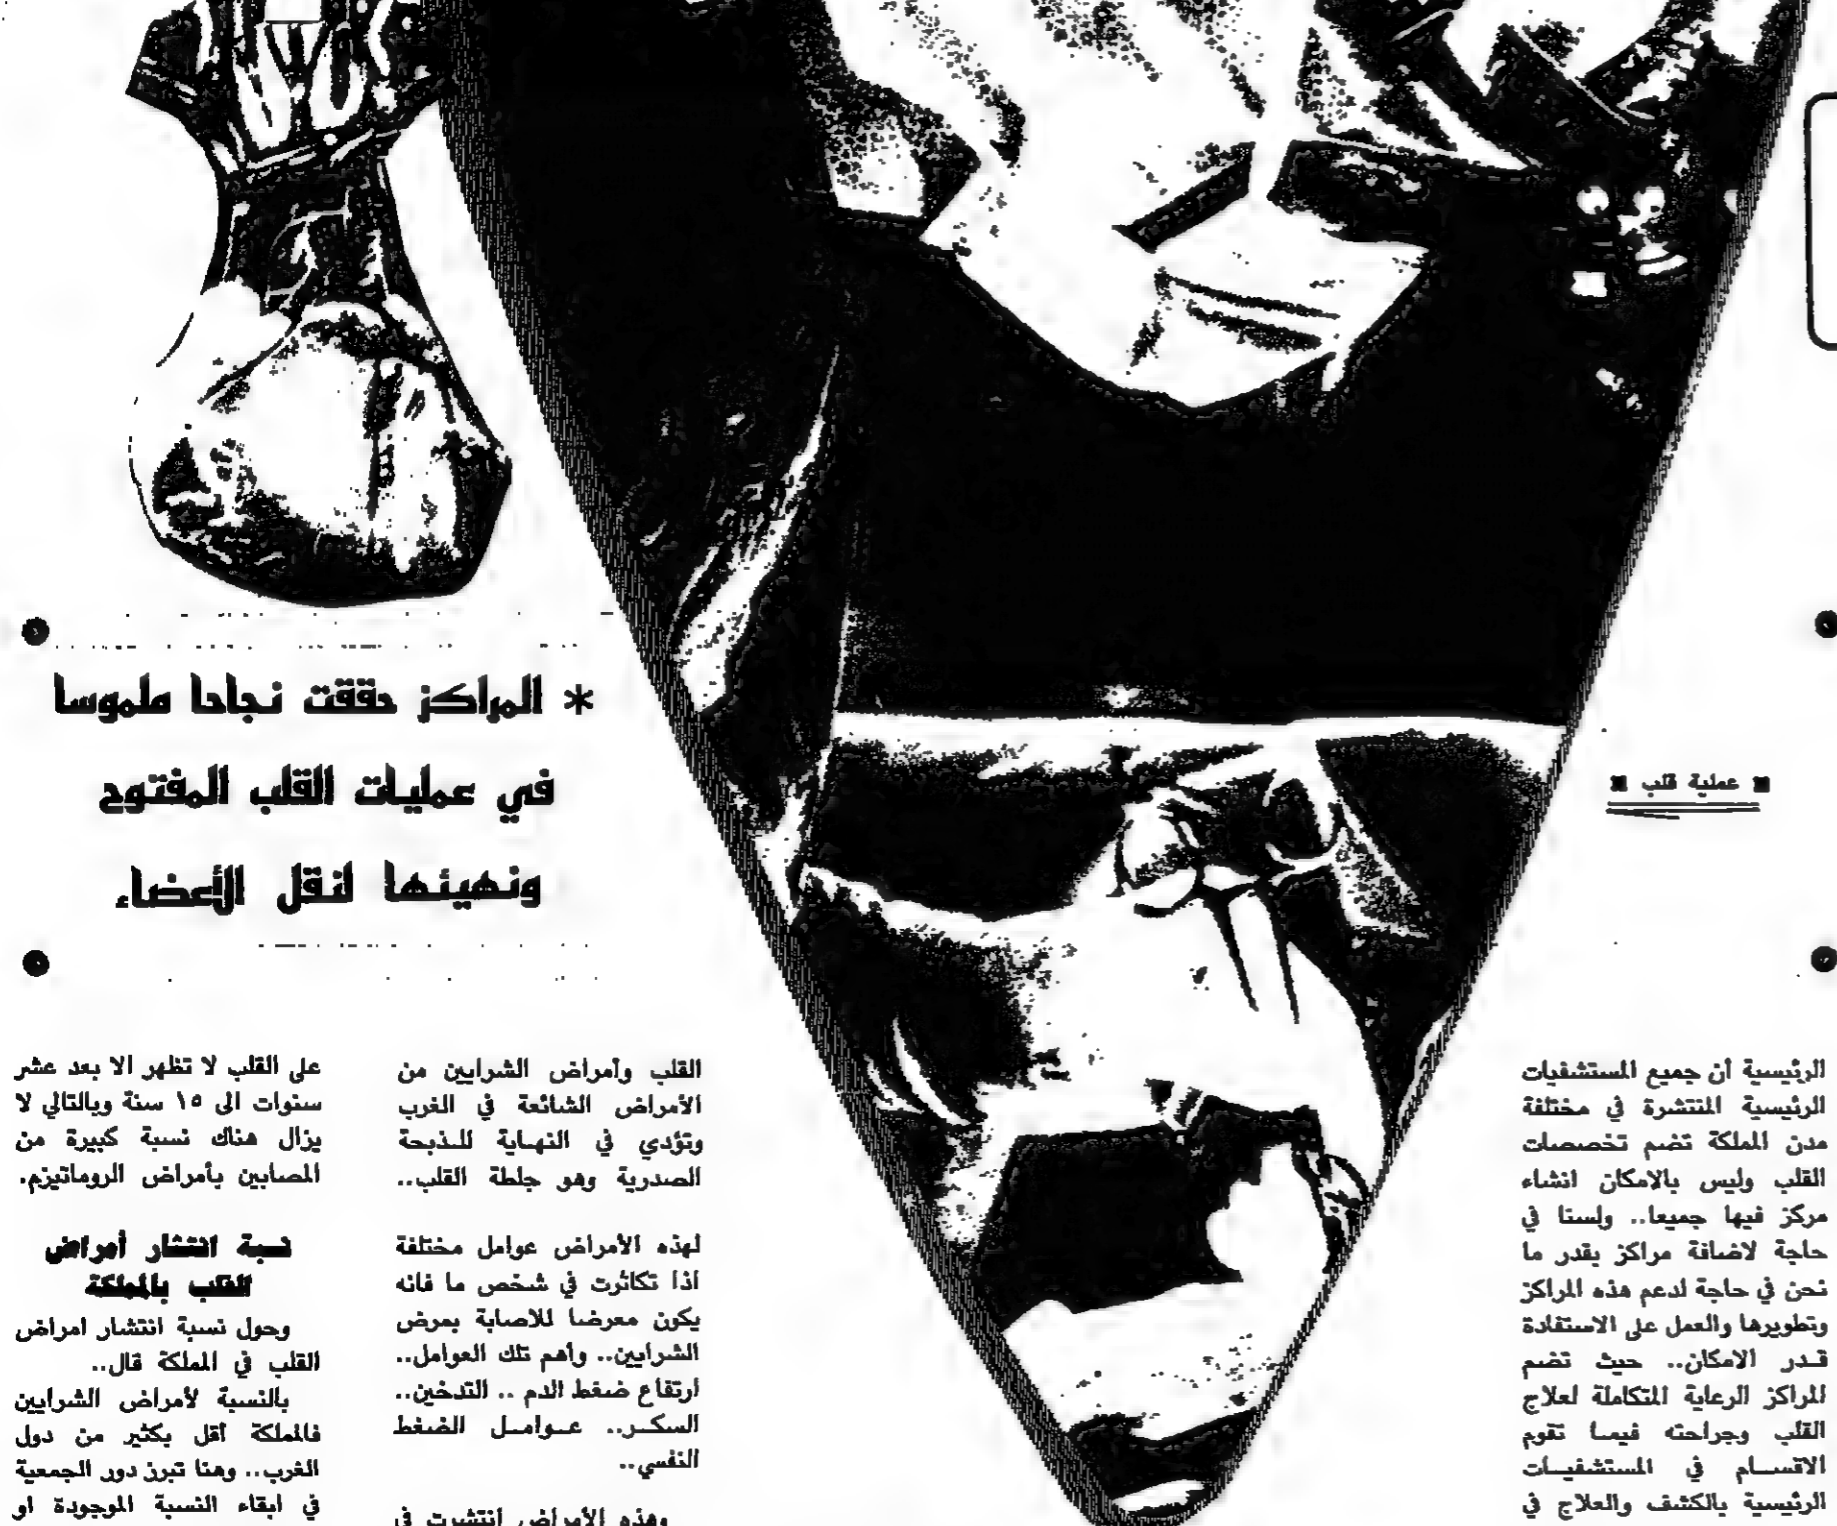 * المراكز حققت نجاحا ملموسا
في عمليات القلب المفتوح
ونهيئها لنقل الأعضاء
■ عملية قلب ■
الرئيسية أن جميع المستشفيات
الرئيسية المنتشرة في مختلفة
مدن المملكة تضم تخصصات
القلب وليس بالامكان انشاء
مركز فيها جميعا.. ولسنا في
حاجة لاضافة مراكز بقدر ما
نحن في حاجة لدعم هذه المراكز
وتطويرها والعمل على الاستفادة
قدر الامكان.. حيث تضم
المراكز الرعاية المتكاملة لعلاج
القلب وجراحته فيما تقوم
الاقسام في المستشفيات
الرئيسية بالكشف والعلاج في
القلب وأمراض الشرايين من
الأمراض الشائعة في الغرب
وتؤدي في النهاية للذبحة
الصدرية وهو جلطة القلب..
لهذه الأمراض عوامل مختلفة
اذا تكاثرت في شخص ما فانه
يكون معرضا للاصابة بمرض
الشرايين.. وأهم تلك العوامل..
ارتفاع ضغط الدم .. التدخين..
السكر.. عوامل الضغط
النفسي..
وهذه الأمراض انتشرت في
على القلب لا تظهر الا بعد عشر
سنوات الى ١٥ سنة وبالتالي لا
يزال هناك نسبة كبيرة من
المصابين بأمراض الروماتيزم.
نسبة انتشار أمراض
القلب بالمملكة
وحول نسبة انتشار امراض
القلب في المملكة قال..
بالنسبة لأمراض الشرايين
فالمملكة أقل بكثير من دول
الغرب.. وهنا تبرز دور الجمعية
في ابقاء النسبة الموجودة او